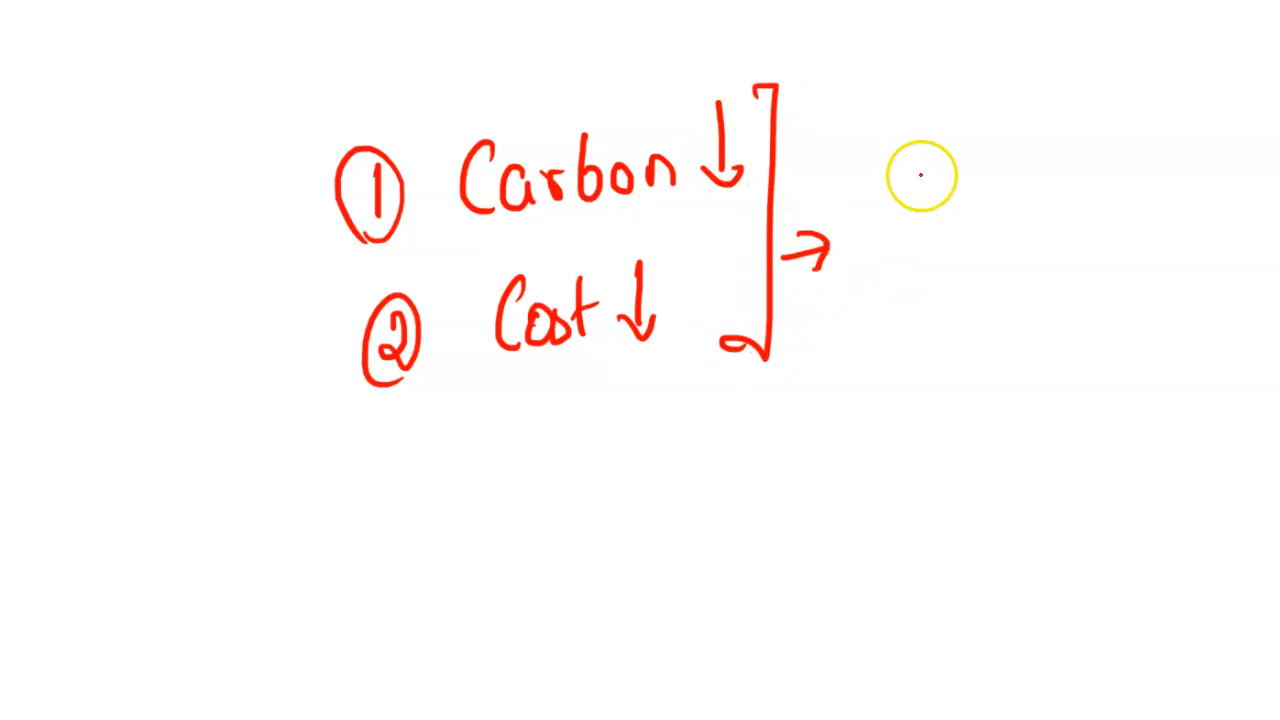 ① Carbon ↓
② Cost ↓ ] →